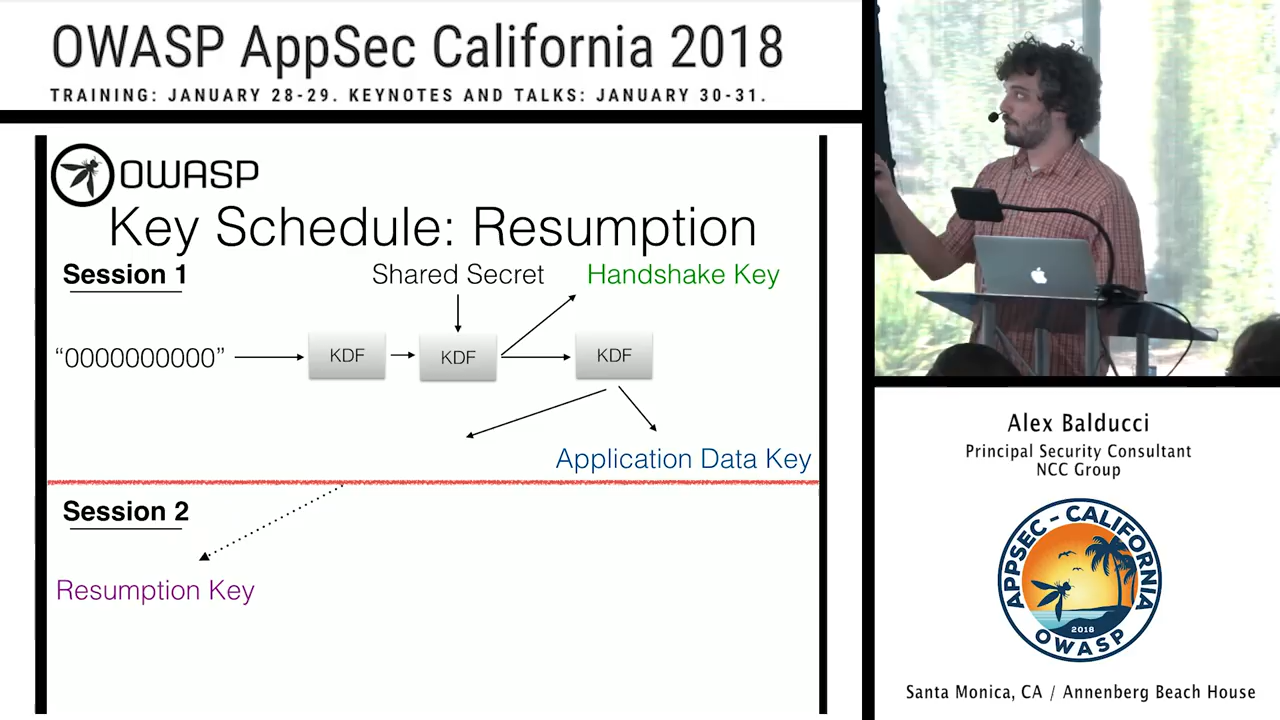 OWASP AppSec California 2018
TRAINING: JANUARY 28-29. KEYNOTES AND TALKS: JANUARY 30-31.
OWASP
Key Schedule: Resumption
Session 1
Shared Secret
Handshake Key
“0000000000”
KDF
KDF
KDF
Application Data Key
Session 2
Resumption Key
Alex Balducci
Principal Security Consultant
NCC Group
APPSEC - CALIFORNIA
2018
OWASP
Santa Monica, CA / Annenberg Beach House